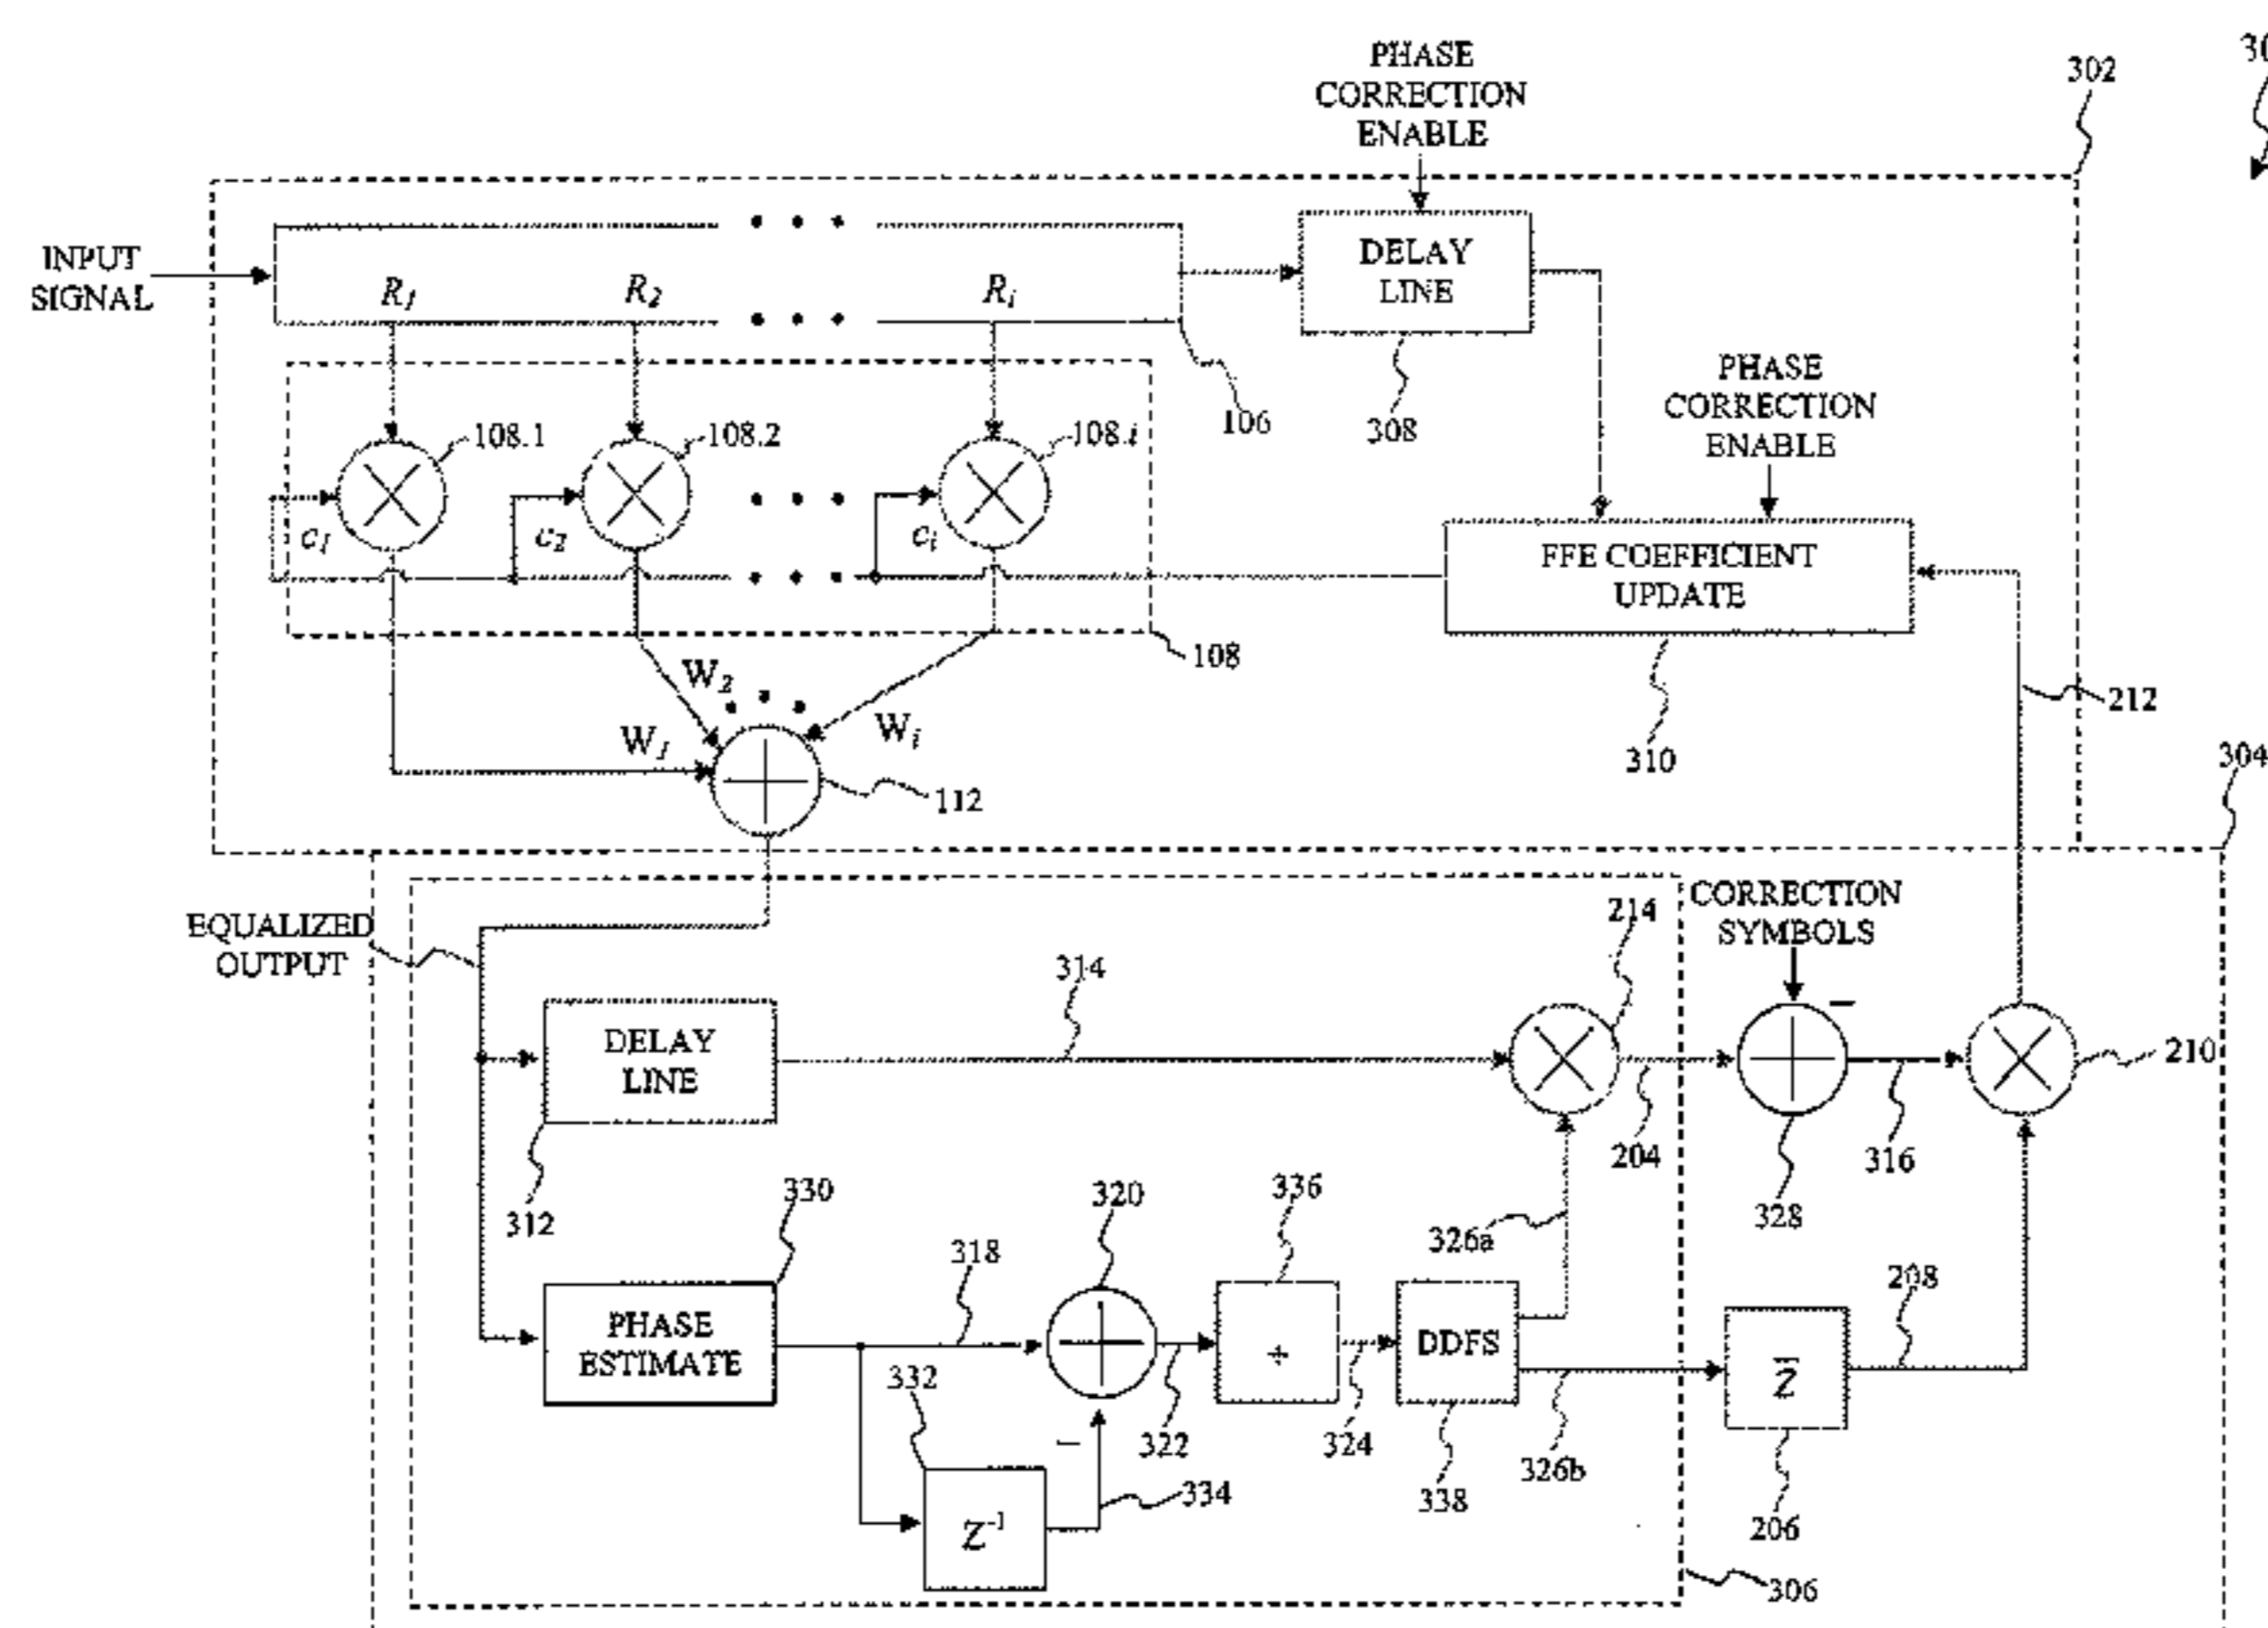 PHASE
CORRECTION
ENABLE
302
INPUT
SIGNAL
R1
R2
Ri
DELAY
LINE
308
106
PHASE
CORRECTION
ENABLE
108.1
108.2
108.i
c1
c2
ci
FFE COEFFICIENT
UPDATE
310
108
212
W2
W1
Wi
112
304
EQUALIZED
OUTPUT
CORRECTION
SYMBOLS
214
314
DELAY
LINE
312
204
−
328
316
210
330
PHASE
ESTIMATE
318
320
336
326a
208
332
Z⁻¹
−
334
322
÷
324
DDFS
338
326b
Z̅
206
306